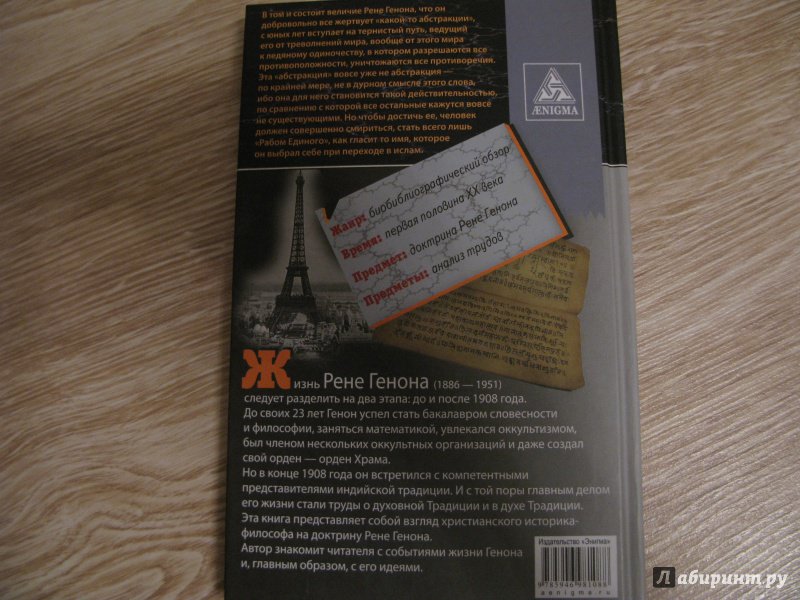 В том и состоит величие Рене Генона, что он
добровольно все жертвует «какой-то абстракции»,
с юных лет вступает на тернистый путь, ведущий
его от треволнений мира, вообще от этого мира
к ледяному одиночеству, в котором разрешаются все
противоположности, уничтожаются все противоречия.
Эта «абстракция» вовсе уже не абстракция —
по крайней мере, не в дурном смысле этого слова,
ибо она для него становится такой действительностью,
по сравнению с которой все остальные кажутся вовсе
не существующими. Но чтобы достичь ее, человек
должен совершенно смириться, стать всего лишь
«Рабом Единого», как гласит то имя, которое
он выбрал себе при переходе в ислам.
ÆNIGMA
Жанр: биобиблиографический обзор
Время: первая половина XX века
Предмет: доктрина Рене Генона
Предметы: анализ трудов
Жизнь Рене Генона (1886 — 1951)
следует разделить на два этапа: до и после 1908 года.
До своих 23 лет Генон успел стать бакалавром словесности
и философии, заняться математикой, увлекался оккультизмом,
был членом нескольких оккультных организаций и даже создал
свой орден — орден Храма.
Но в конце 1908 года он встретился с компетентными
представителями индийской традиции. И с той поры главным делом
его жизни стали труды о духовной Традиции и в духе Традиции.
Эта книга представляет собой взгляд христианского историка-
философа на доктрину Рене Генона.
Автор знакомит читателя с событиями жизни Генона
и, главным образом, с его идеями.
Издательство «Энигма»
9 785946 981088
aenigma.ru
Лабиринт.ру